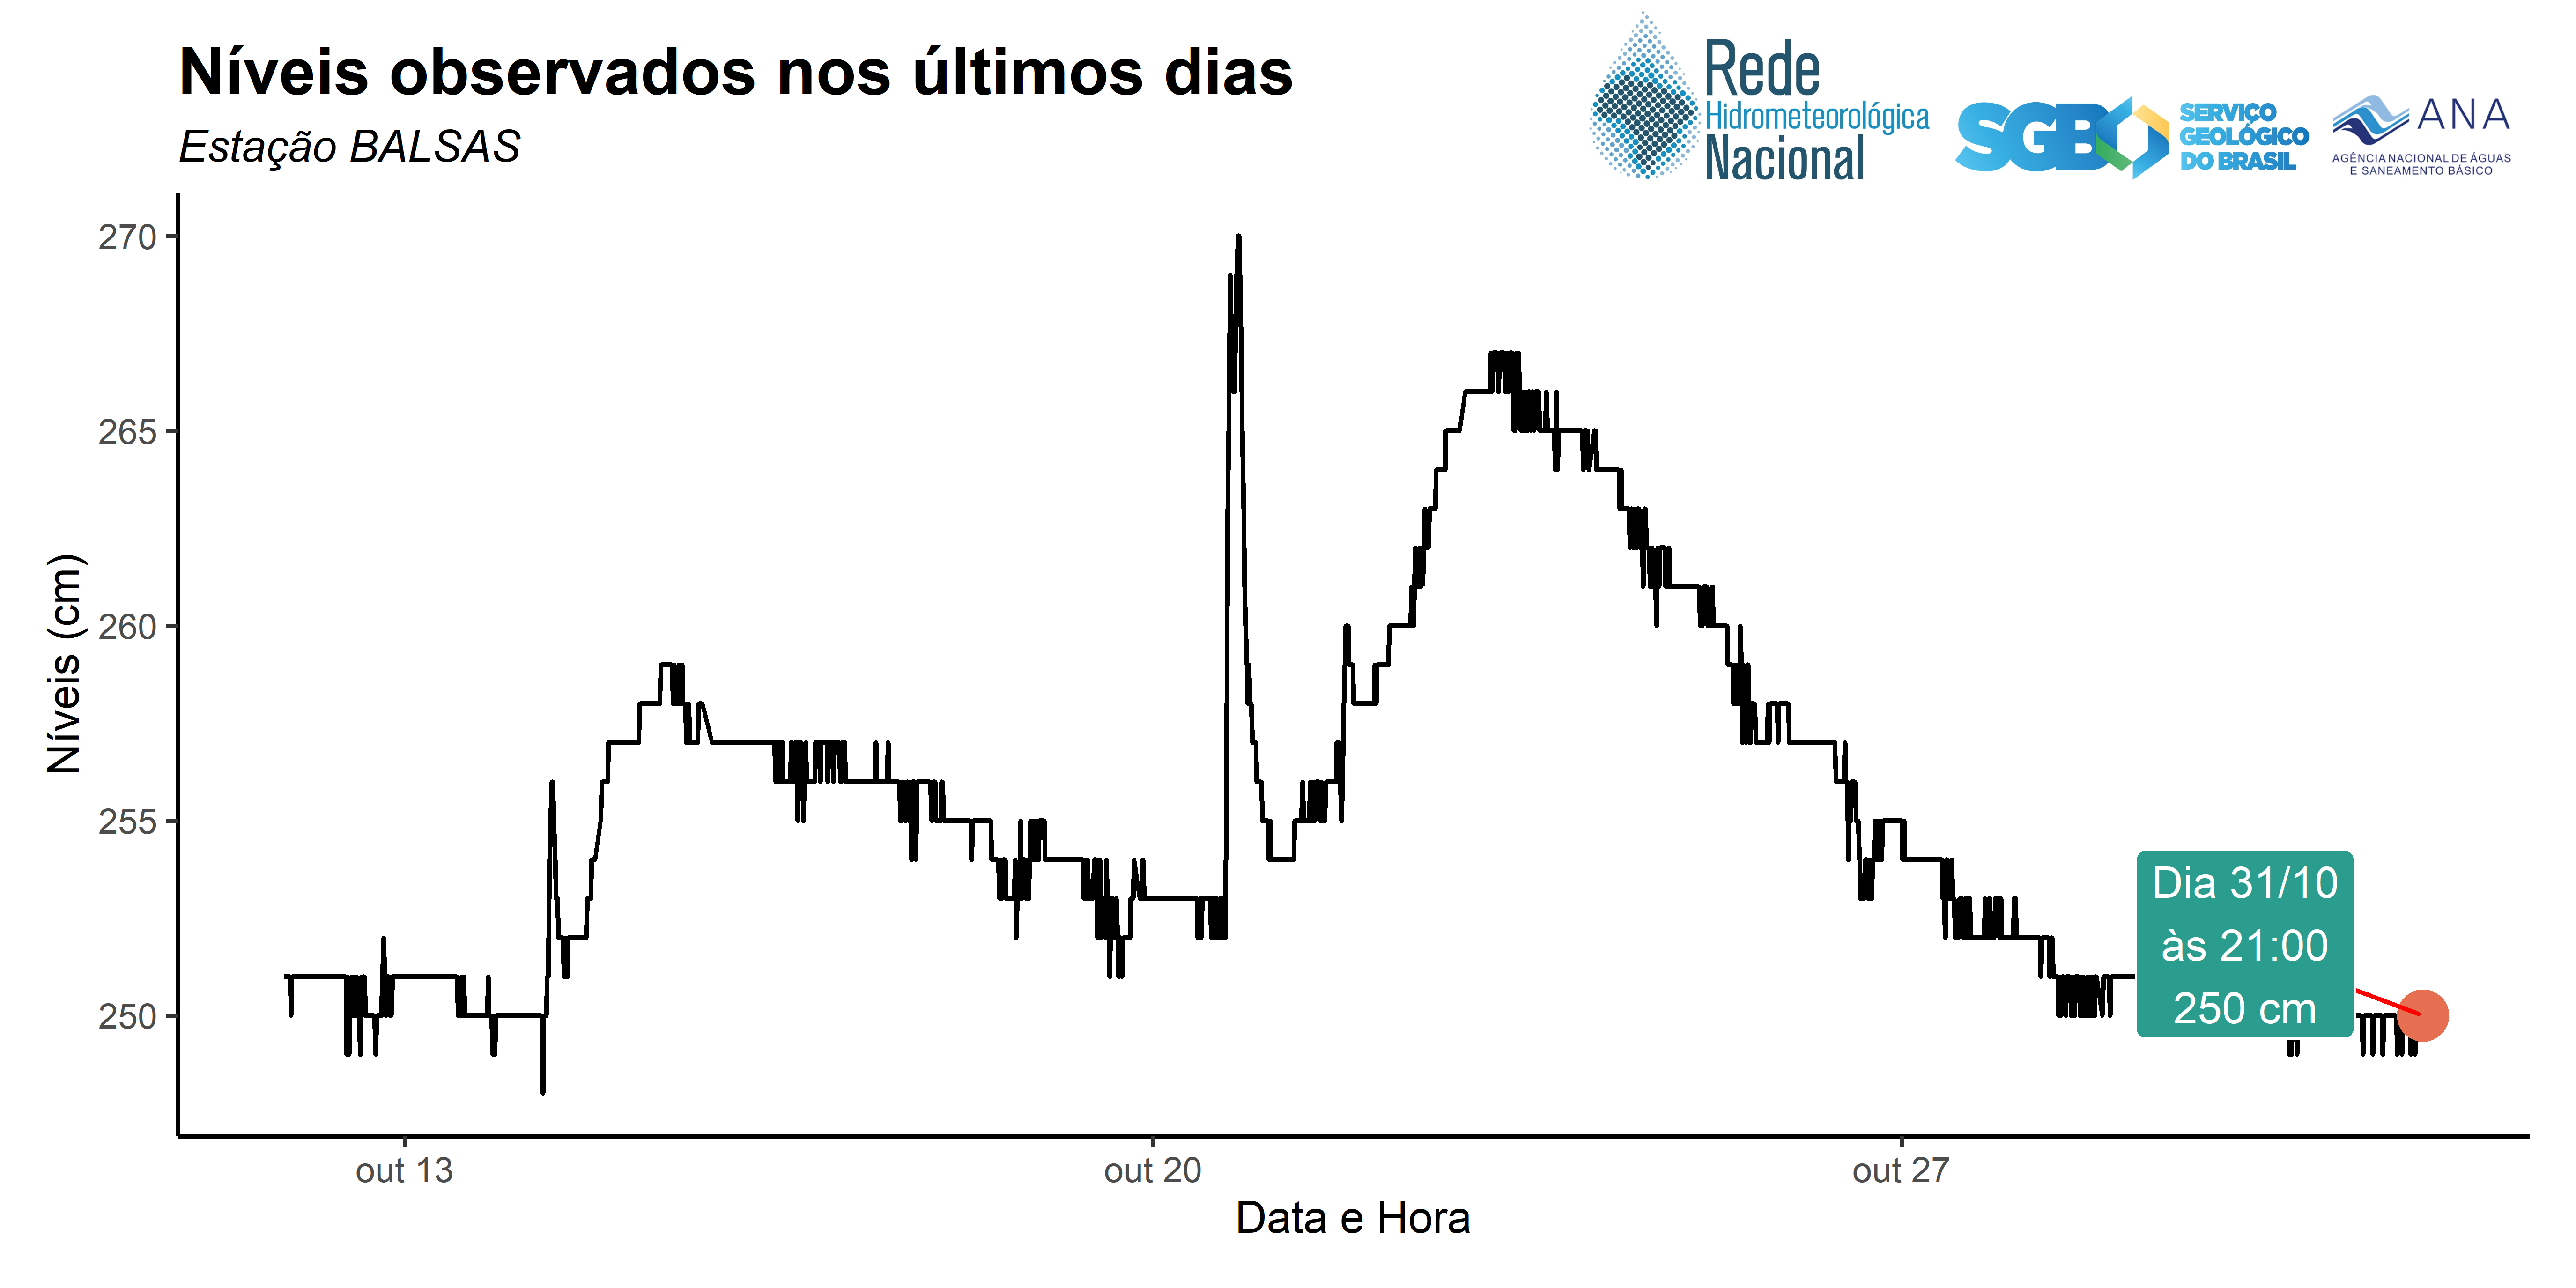 Níveis observados nos últimos dias
Estação BALSAS
Rede
Hidrometeorológica
Nacional
SGB
SERVIÇO
GEOLÓGICO
DO BRASIL
ANA
AGÊNCIA NACIONAL DE ÁGUAS
E SANEAMENTO BÁSICO
Níveis (cm)
270
265
260
255
250
Dia 31/10
às 21:00
250 cm
out 13
out 20
out 27
Data e Hora